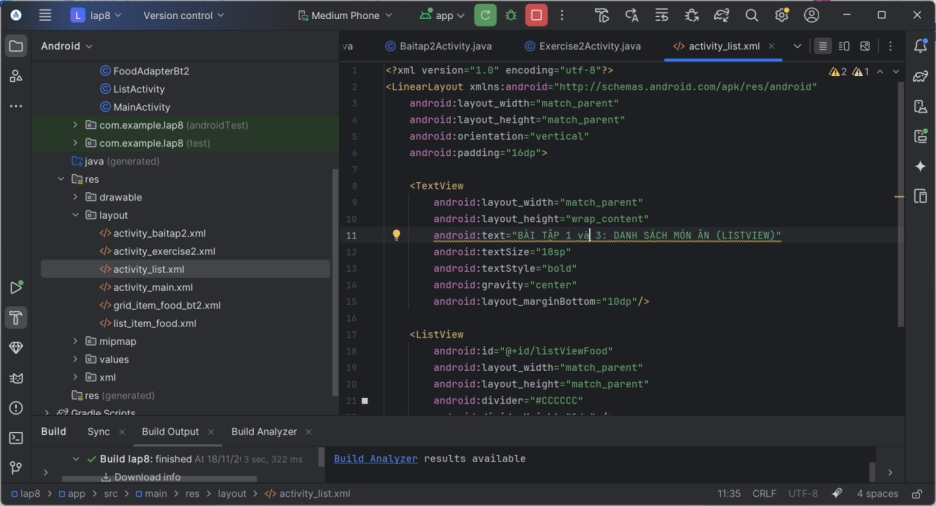 L lap8 Version control Medium Phone app
Android
va Baitap2Activity.java Exercise2Activity.java activity_list.xml
FoodAdapterBt2
ListActivity
MainActivity
com.example.lap8 (androidTest)
com.example.lap8 (test)
java (generated)
res
drawable
layout
activity_baitap2.xml
activity_exercise2.xml
activity_list.xml
activity_main.xml
grid_item_food_bt2.xml
list_item_food.xml
mipmap
values
xml
res (generated)
Gradle Scripts
2 1
1 <?xml version="1.0" encoding="utf-8"?>
2 <LinearLayout xmlns:android="http://schemas.android.com/apk/res/android"
3 android:layout_width="match_parent"
4 android:layout_height="match_parent"
5 android:orientation="vertical"
6 android:padding="16dp">
7
8 <TextView
9 android:layout_width="match_parent"
10 android:layout_height="wrap_content"
11 android:text="BÀI TẬP 1 và 3: DANH SÁCH MÓN ĂN (LISTVIEW)"
12 android:textSize="18sp"
13 android:textStyle="bold"
14 android:gravity="center"
15 android:layout_marginBottom="10dp"/>
16
17 <ListView
18 android:id="@+id/listViewFood"
19 android:layout_width="match_parent"
20 android:layout_height="match_parent"
21 android:divider="#CCCCCC"
Build Sync Build Output Build Analyzer
Build lap8: finished At 18/11/2 3 sec, 322 ms
Download info
Build Analyzer results available
lap8 > app > src > main > res > layout > activity_list.xml
11:35 CRLF UTF-8 4 spaces